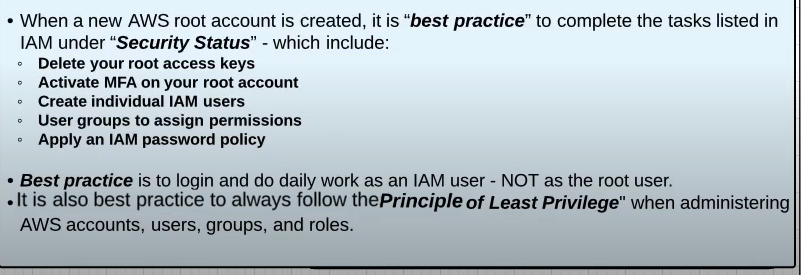 • When a new AWS root account is created, it is “best practice” to complete the tasks listed in
IAM under “Security Status” - which include:
◦ Delete your root access keys
◦ Activate MFA on your root account
◦ Create individual IAM users
◦ User groups to assign permissions
◦ Apply an IAM password policy
• Best practice is to login and do daily work as an IAM user - NOT as the root user.
• It is also best practice to always follow the Principle of Least Privilege" when administering
AWS accounts, users, groups, and roles.